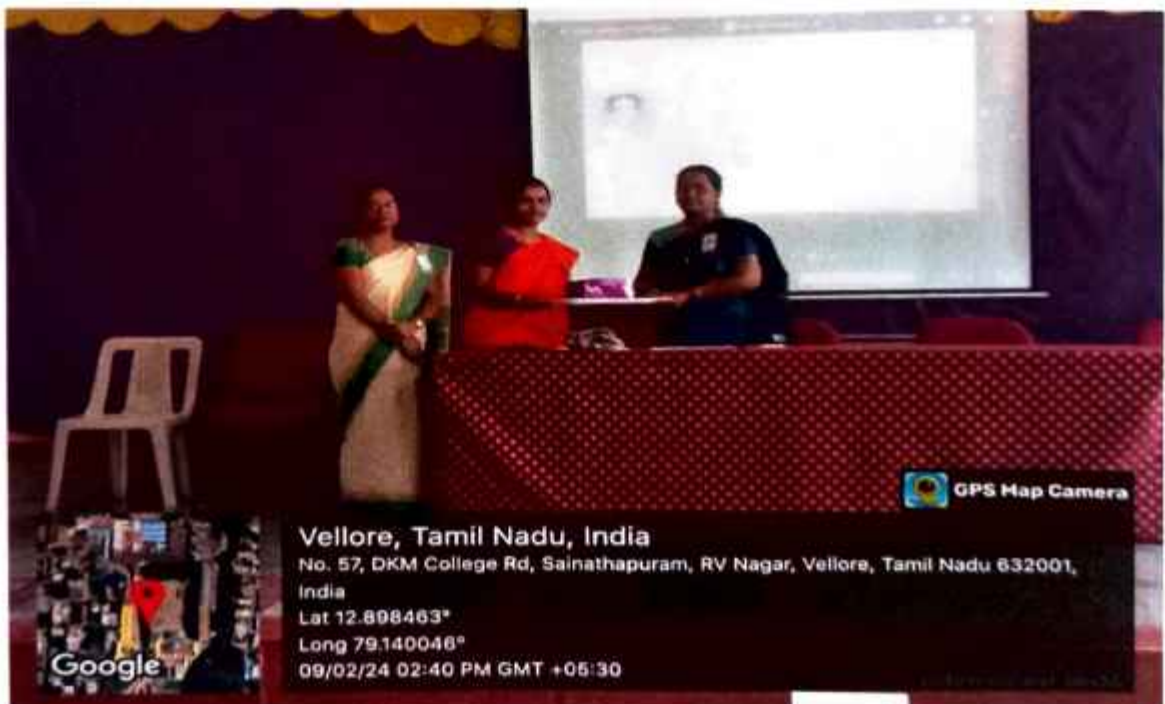 GPS Map Camera
Vellore, Tamil Nadu, India
No. 57, DKM College Rd, Sainathapuram, RV Nagar, Vellore, Tamil Nadu 632001,
India
Lat 12.898463°
Long 79.140046°
09/02/24 02:40 PM GMT +05:30
Google